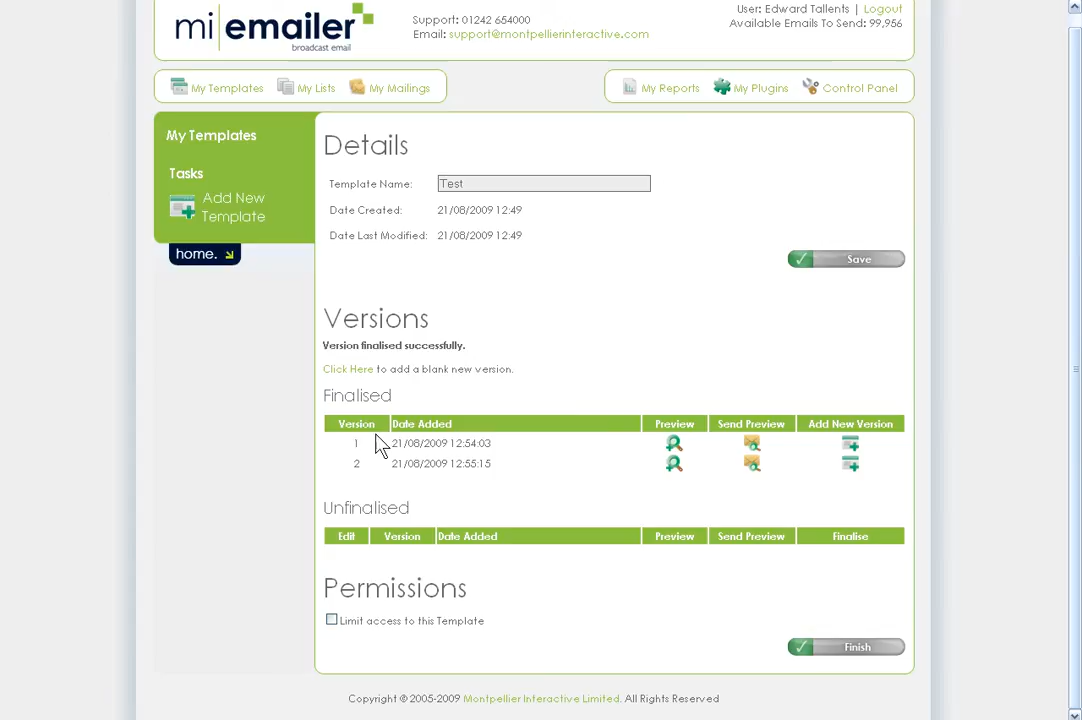 mi emailer
broadcast email
Support: 01242 654000
Email: support@montpellierinteractive.com
User: Edward Tallents | Logout
Available Emails To Send: 99,956
My Templates My Lists My Mailings
My Reports My Plugins Control Panel
My Templates
Tasks
Add New
Template
home.
Details
Template Name: Test
Date Created: 21/08/2009 12:49
Date Last Modified: 21/08/2009 12:49
Save
Versions
Version finalised successfully.
Click Here to add a blank new version.
Finalised
Version Date Added Preview Send Preview Add New Version
1 21/08/2009 12:54:03
2 21/08/2009 12:55:15
Unfinalised
Edit Version Date Added Preview Send Preview Finalise
Permissions
Limit access to this Template
Finish
Copyright © 2005-2009 Montpellier Interactive Limited. All Rights Reserved